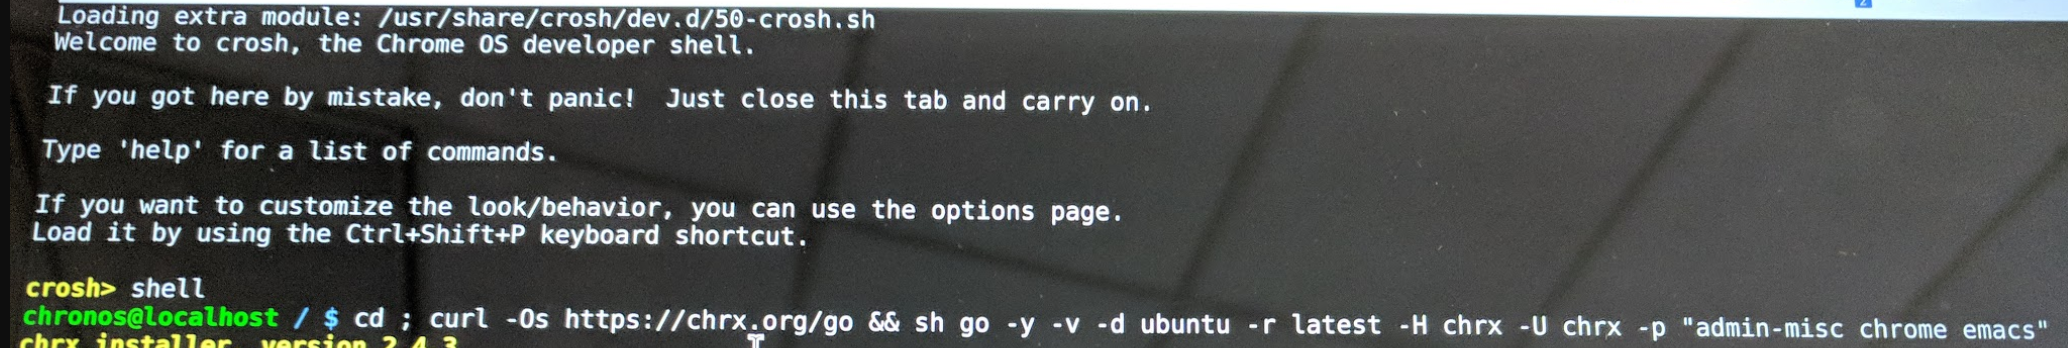 Loading extra module: /usr/share/crosh/dev.d/50-crosh.sh
Welcome to crosh, the Chrome OS developer shell.
If you got here by mistake, don't panic!  Just close this tab and carry on.
Type 'help' for a list of commands.
If you want to customize the look/behavior, you can use the options page.
Load it by using the Ctrl+Shift+P keyboard shortcut.
crosh> shell
chronos@localhost / $ cd ; curl -Os https://chrx.org/go && sh go -y -v -d ubuntu -r latest -H chrx -U chrx -p "admin-misc chrome emacs"
chrx installer, version 2.4.3